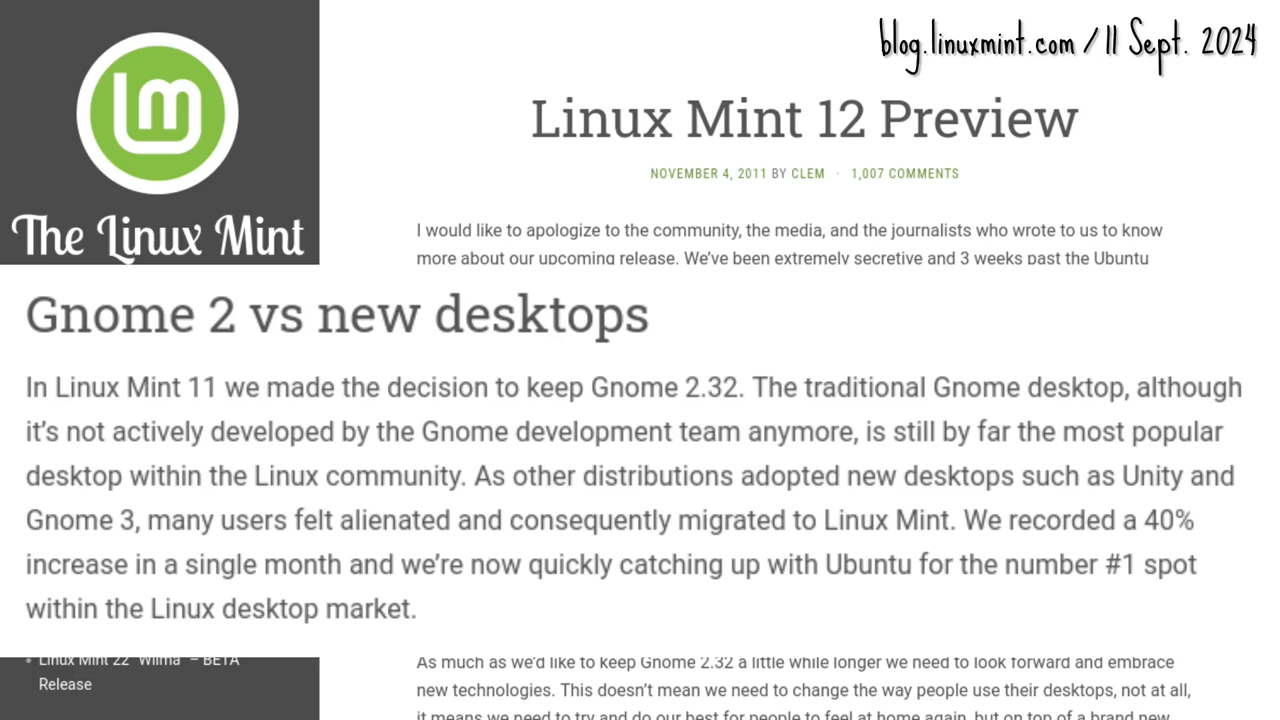 blog.linuxmint.com / 11 Sept. 2024
lm
The Linux Mint
Linux Mint 12 Preview
NOVEMBER 4, 2011 BY CLEM · 1,007 COMMENTS
I would like to apologize to the community, the media, and the journalists who wrote to us to know
more about our upcoming release. We've been extremely secretive and 3 weeks past the Ubuntu
Gnome 2 vs new desktops
In Linux Mint 11 we made the decision to keep Gnome 2.32. The traditional Gnome desktop, although
it's not actively developed by the Gnome development team anymore, is still by far the most popular
desktop within the Linux community. As other distributions adopted new desktops such as Unity and
Gnome 3, many users felt alienated and consequently migrated to Linux Mint. We recorded a 40%
increase in a single month and we're now quickly catching up with Ubuntu for the number #1 spot
within the Linux desktop market.
Linux Mint 22 "Wilma" – BETA
Release
As much as we'd like to keep Gnome 2.32 a little while longer we need to look forward and embrace
new technologies. This doesn't mean we need to change the way people use their desktops, not at all,
it means we need to try and do our best for people to feel at home again, but on top of a brand new